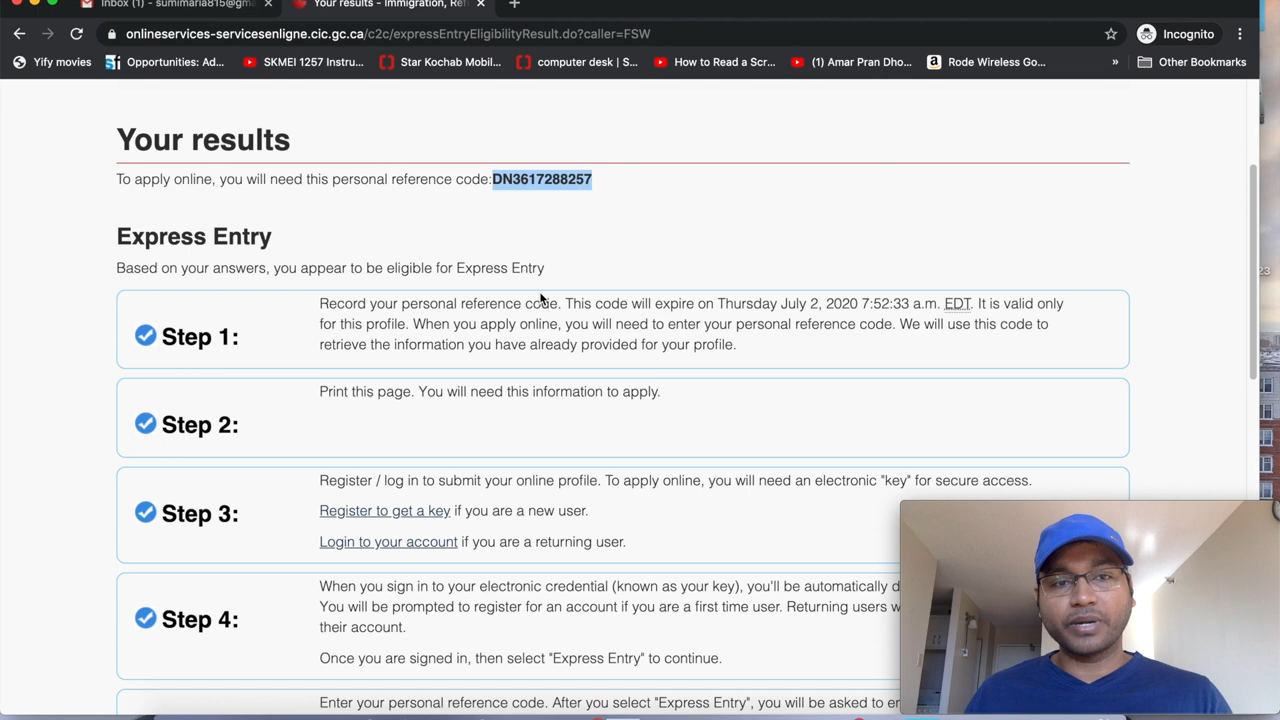 Inbox (1) - sumimaria815@gm
Your results - Immigration, Ref
onlineservices-servicesenligne.cic.gc.ca/c2c/expressEntryEligibilityResult.do?caller=FSW
Incognito
Yify movies
Opportunities: Ad...
SKMEI 1257 Instru...
Star Kochab Mobil...
computer desk | S...
How to Read a Scr...
(1) Amar Pran Dho...
Rode Wireless Go...
»
Other Bookmarks
Your results
To apply online, you will need this personal reference code:DN3617288257
Express Entry
Based on your answers, you appear to be eligible for Express Entry
Step 1:
Record your personal reference code. This code will expire on Thursday July 2, 2020 7:52:33 a.m. EDT. It is valid only
for this profile. When you apply online, you will need to enter your personal reference code. We will use this code to
retrieve the information you have already provided for your profile.
Step 2:
Print this page. You will need this information to apply.
Step 3:
Register / log in to submit your online profile. To apply online, you will need an electronic "key" for secure access.
Register to get a key if you are a new user.
Login to your account if you are a returning user.
Step 4:
When you sign in to your electronic credential (known as your key), you'll be automatically d
You will be prompted to register for an account if you are a first time user. Returning users w
their account.
Once you are signed in, then select "Express Entry" to continue.
Enter your personal reference code. After you select "Express Entry", you will be asked to er
23